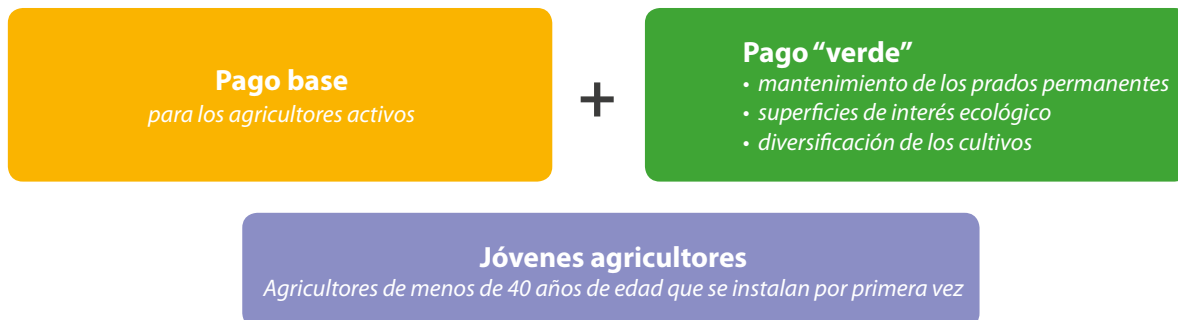 Pago base
para los agricultores activos
+
Pago “verde”
• mantenimiento de los prados permanentes
• superficies de interés ecológico
• diversificación de los cultivos
Jóvenes agricultores
Agricultores de menos de 40 años de edad que se instalan por primera vez